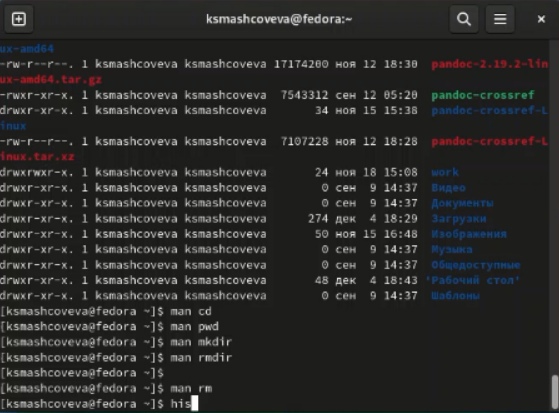 ksmashcoveva@fedora:~
ux-amd64
-rw-r--r--. 1 ksmashcoveva ksmashcoveva 17174200 ноя 12 18:30 pandoc-2.19.2-lin
ux-amd64.tar.gz
-rwxr-xr-x. 1 ksmashcoveva ksmashcoveva 7543312 сен 12 05:20 pandoc-crossref
drwxr-xr-x. 1 ksmashcoveva ksmashcoveva 34 ноя 15 15:38 pandoc-crossref-L
inux
-rw-r--r--. 1 ksmashcoveva ksmashcoveva 7107228 ноя 12 18:28 pandoc-crossref-L
inux.tar.xz
drwxrwxr-x. 1 ksmashcoveva ksmashcoveva 24 ноя 18 15:08 work
drwxr-xr-x. 1 ksmashcoveva ksmashcoveva 0 сен 9 14:37 Видео
drwxr-xr-x. 1 ksmashcoveva ksmashcoveva 0 сен 9 14:37 Документы
drwxr-xr-x. 1 ksmashcoveva ksmashcoveva 274 дек 4 18:29 Загрузки
drwxr-xr-x. 1 ksmashcoveva ksmashcoveva 50 ноя 15 16:48 Изображения
drwxr-xr-x. 1 ksmashcoveva ksmashcoveva 0 сен 9 14:37 Музыка
drwxr-xr-x. 1 ksmashcoveva ksmashcoveva 0 сен 9 14:37 Общедоступные
drwxr-xr-x. 1 ksmashcoveva ksmashcoveva 48 дек 4 18:43 'Рабочий стол'
drwxr-xr-x. 1 ksmashcoveva ksmashcoveva 0 сен 9 14:37 Шаблоны
[ksmashcoveva@fedora ~]$ man cd
[ksmashcoveva@fedora ~]$ man pwd
[ksmashcoveva@fedora ~]$ man mkdir
[ksmashcoveva@fedora ~]$ man rmdir
[ksmashcoveva@fedora ~]$
[ksmashcoveva@fedora ~]$ man rm
[ksmashcoveva@fedora ~]$ his